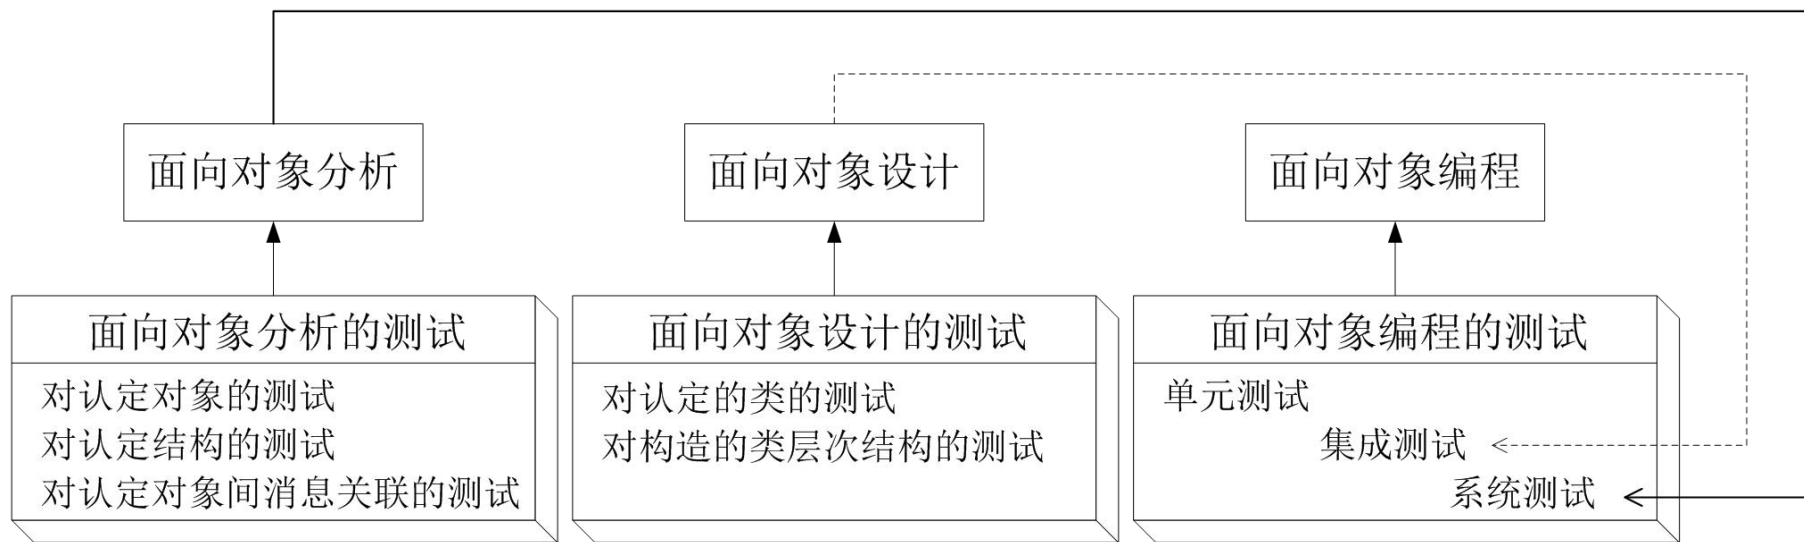 面向对象分析
面向对象设计
面向对象编程
面向对象分析的测试
对认定对象的测试
对认定结构的测试
对认定对象间消息关联的测试
面向对象设计的测试
对认定的类的测试
对构造的类层次结构的测试
面向对象编程的测试
单元测试
集成测试
系统测试